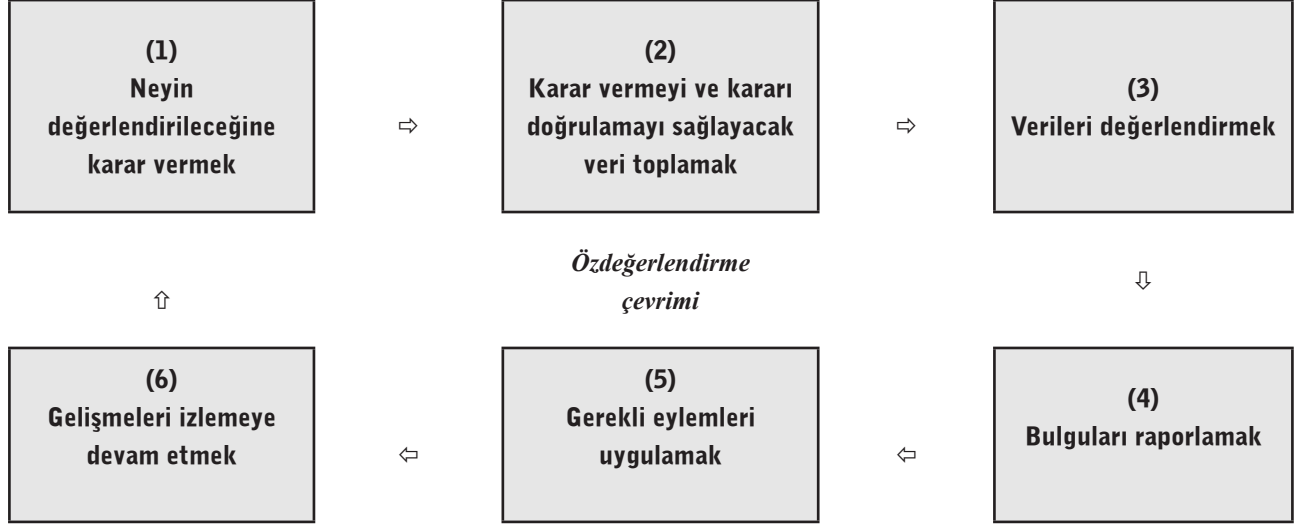 (1)
Neyin
değerlendirileceğine
karar vermek
⇨
(2)
Karar vermeyi ve kararı
doğrulamayı sağlayacak
veri toplamak
⇨
(3)
Verileri değerlendirmek
Özdeğerlendirme
çevrimi
⇩
(4)
Bulguları raporlamak
⇦
(5)
Gerekli eylemleri
uygulamak
⇦
(6)
Gelişmeleri izlemeye
devam etmek
⇧